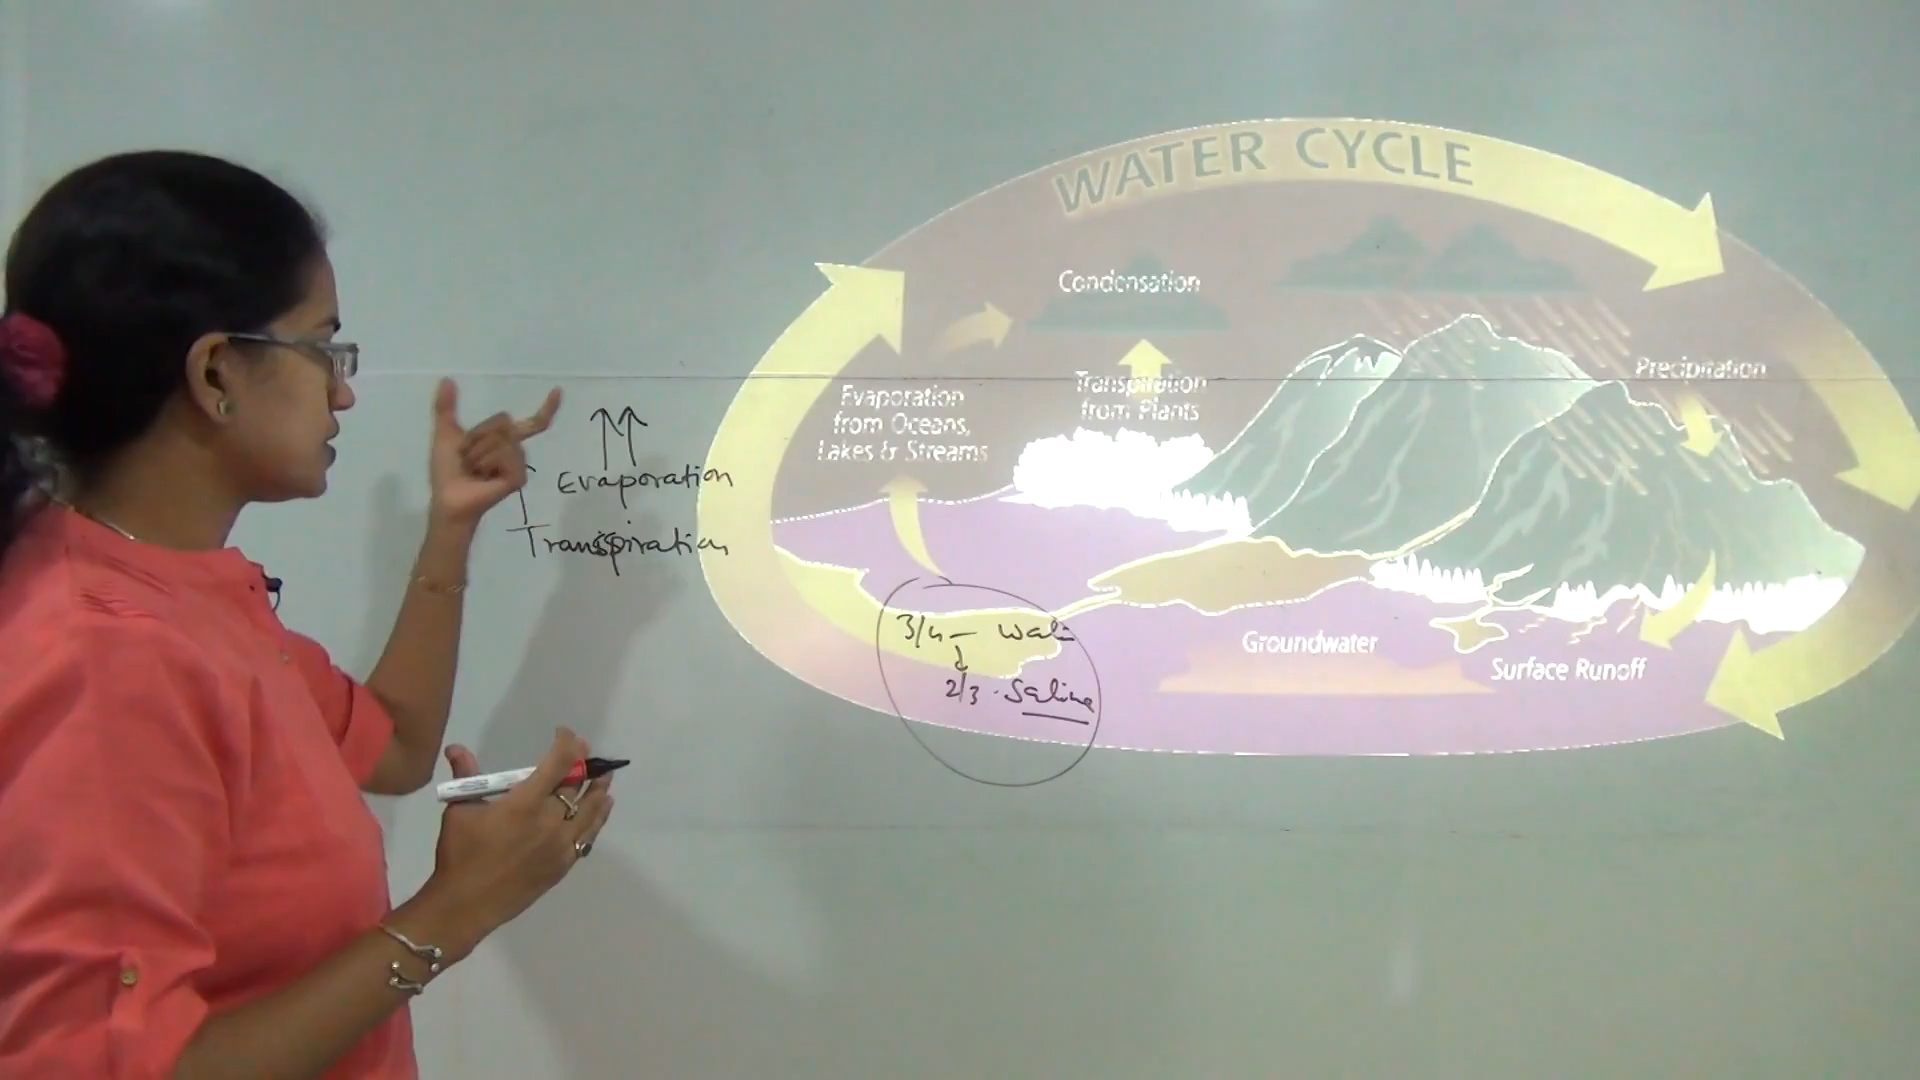 WATER CYCLE
Condensation
Precipitation
Transpiration
from Plants
Evaporation
from Oceans,
Lakes & Streams
Evaporation
Transpiration
3/4 -
2/3 . Saline
Groundwater
Surface Runoff